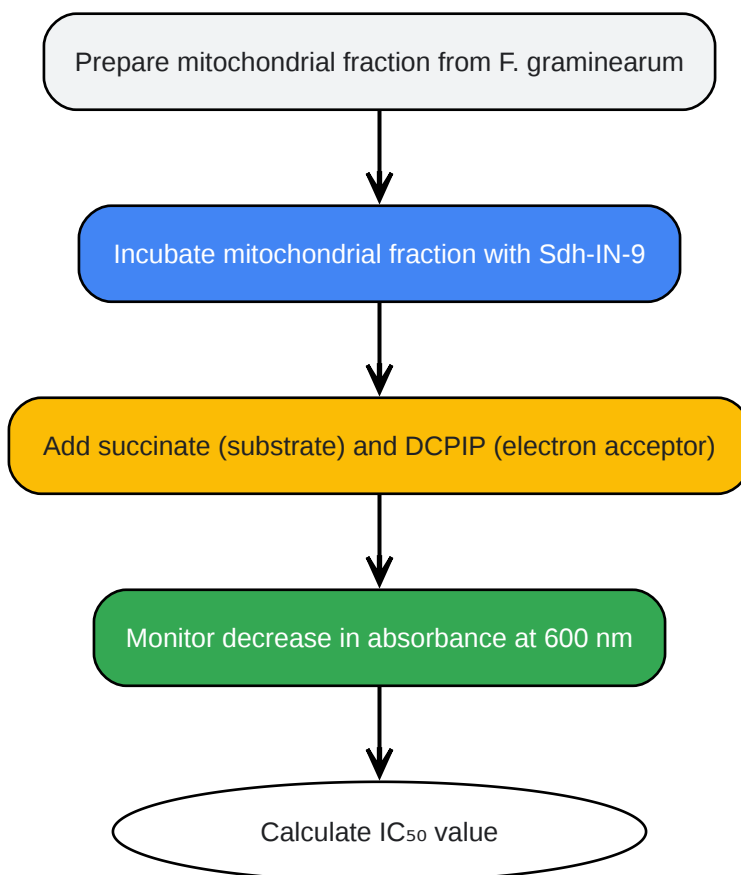 Prepare mitochondrial fraction from F. graminearum
Incubate mitochondrial fraction with Sdh-IN-9
Add succinate (substrate) and DCPIP (electron acceptor)
Monitor decrease in absorbance at 600 nm
Calculate IC₅₀ value